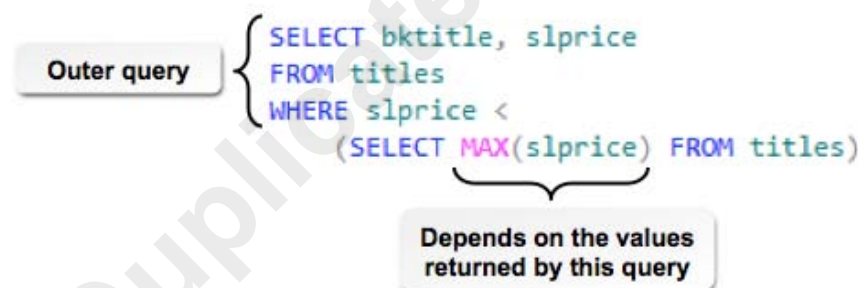 SELECT bktitle, slprice
Outer query
FROM titles
WHERE slprice <
(SELECT MAX(slprice) FROM titles)
Depends on the values
returned by this query
uplicate